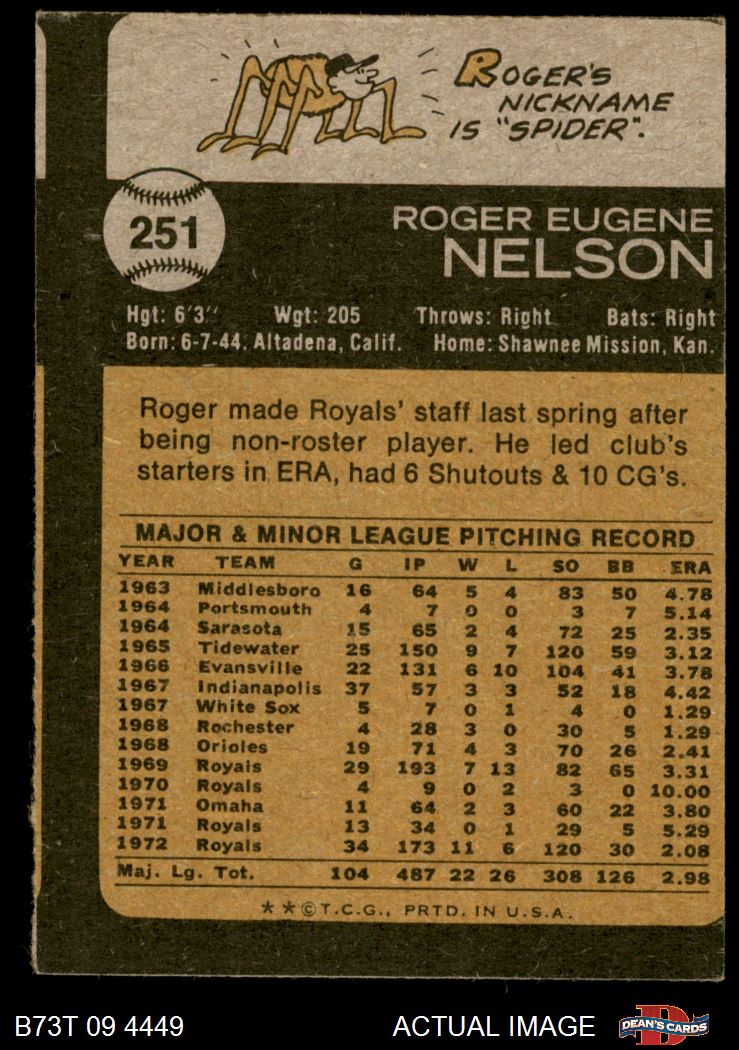 ROGER'S
NICKNAME
IS "SPIDER".
251
ROGER EUGENE
NELSON
Hgt: 6'3" Wgt: 205 Throws: Right Bats: Right
Born: 6-7-44. Altadena, Calif. Home: Shawnee Mission, Kan.
Roger made Royals' staff last spring after
being non-roster player. He led club's
starters in ERA, had 6 Shutouts & 10 CG's.
MAJOR & MINOR LEAGUE PITCHING RECORD
YEAR TEAM G IP W L SO BB ERA
1963 Middlesboro 16 64 5 4 83 50 4.78
1964 Portsmouth 4 7 0 0 3 7 5.14
1964 Sarasota 15 65 2 4 72 25 2.35
1965 Tidewater 25 150 9 7 120 59 3.12
1966 Evansville 22 131 6 10 104 41 3.78
1967 Indianapolis 37 57 3 3 52 18 4.42
1967 White Sox 5 7 0 1 4 0 1.29
1968 Rochester 4 28 3 0 30 5 1.29
1968 Orioles 19 71 4 3 70 26 2.41
1969 Royals 29 193 7 13 82 65 3.31
1970 Royals 4 9 0 2 3 0 10.00
1971 Omaha 11 64 2 3 60 22 3.80
1971 Royals 13 34 0 1 29 5 5.29
1972 Royals 34 173 11 6 120 30 2.08
Maj. Lg. Tot. 104 487 22 26 308 126 2.98
**©T.C.G., PRTD. IN U.S.A.
B73T 09 4449 ACTUAL IMAGE
D
DEAN'S CARDS